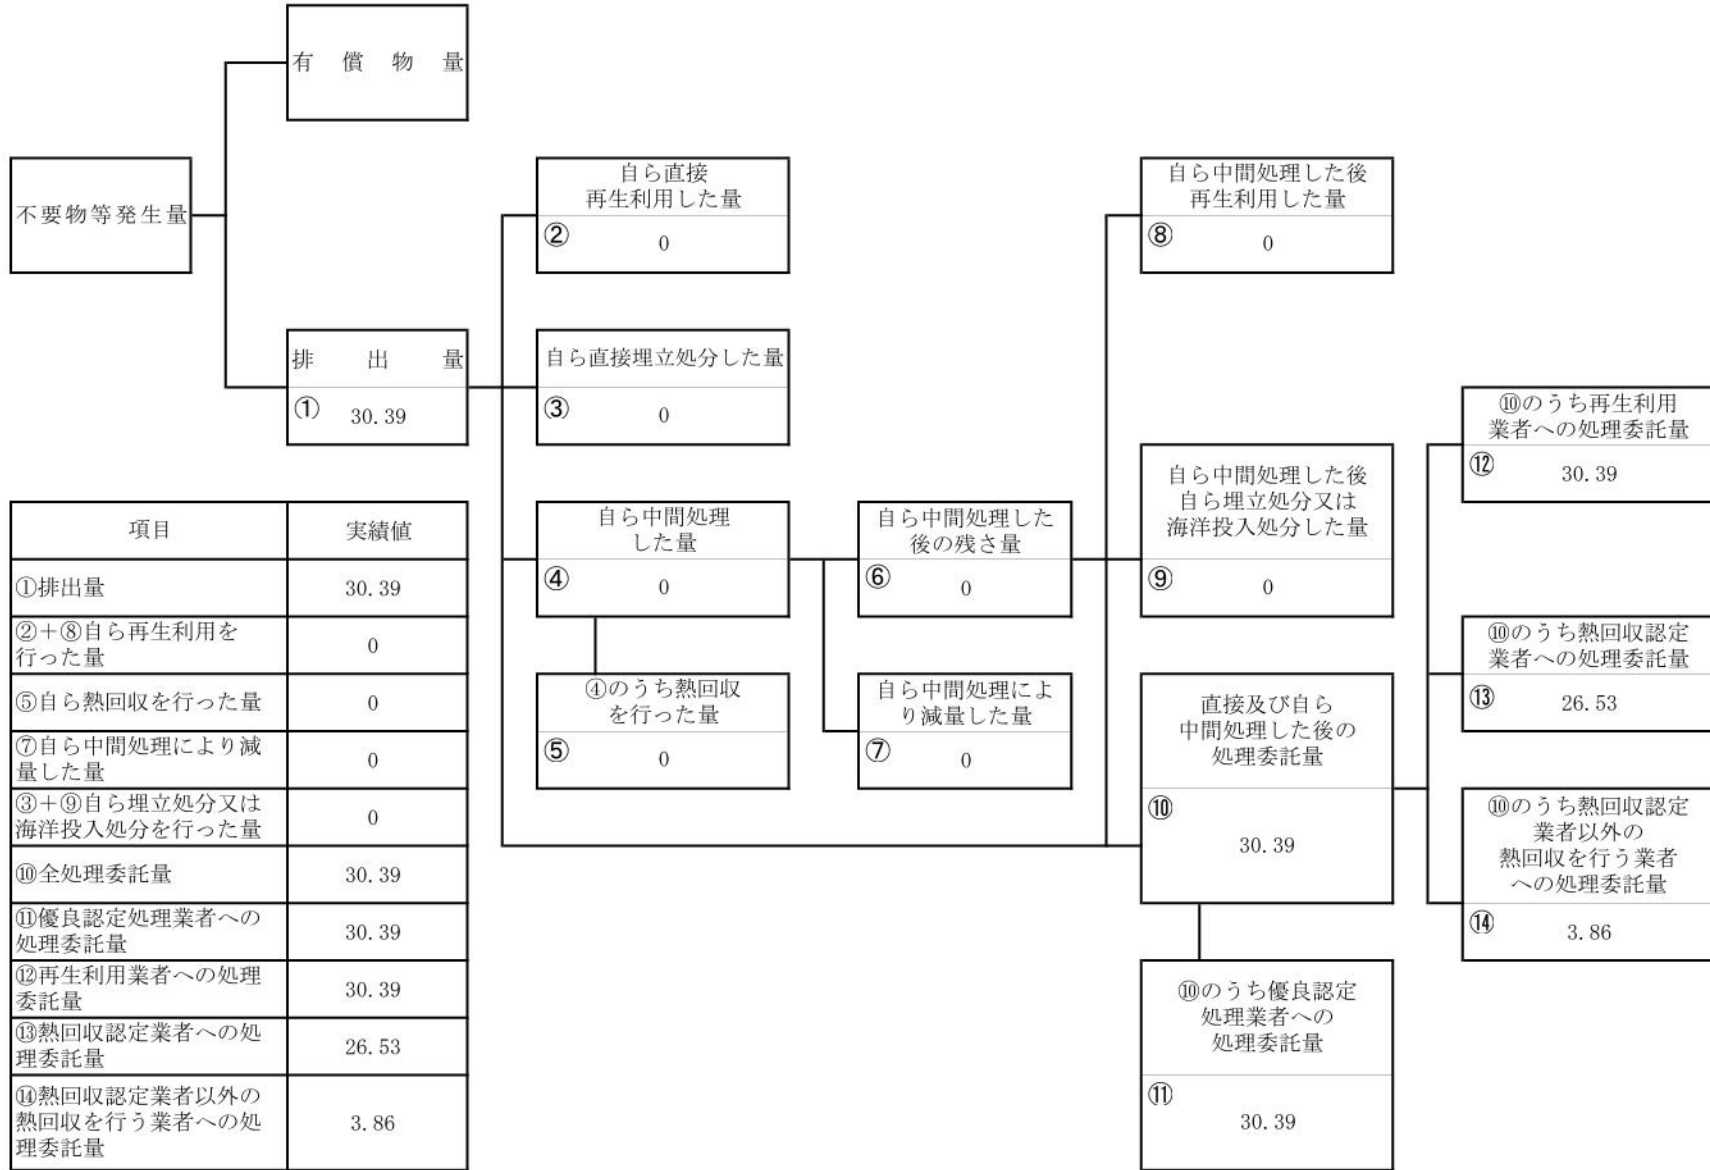 有償物量
不要物等発生量
排出量
① 30.39
自ら直接
再生利用した量
② 0
自ら直接埋立処分した量
③ 0
自ら中間処理
した量
④ 0
④のうち熱回収
を行った量
⑤ 0
自ら中間処理した
後の残さ量
⑥ 0
自ら中間処理によ
り減量した量
⑦ 0
自ら中間処理した後
再生利用した量
⑧ 0
自ら中間処理した後
自ら埋立処分又は
海洋投入処分した量
⑨ 0
直接及び自ら
中間処理した後の
処理委託量
⑩
30.39
⑩のうち優良認定
処理業者への
処理委託量
⑪
30.39
⑩のうち再生利用
業者への処理委託量
⑫ 30.39
⑩のうち熱回収認定
業者への処理委託量
⑬ 26.53
⑩のうち熱回収認定
業者以外の
熱回収を行う業者
への処理委託量
⑭ 3.86
項目 実績値
①排出量 30.39
②+⑧自ら再生利用を
行った量 0
⑤自ら熱回収を行った量 0
⑦自ら中間処理により減
量した量 0
③+⑨自ら埋立処分又は
海洋投入処分を行った量 0
⑩全処理委託量 30.39
⑪優良認定処理業者への
処理委託量 30.39
⑫再生利用業者への処理
委託量 30.39
⑬熱回収認定業者への処
理委託量 26.53
⑭熱回収認定業者以外の
熱回収を行う業者への処
理委託量 3.86